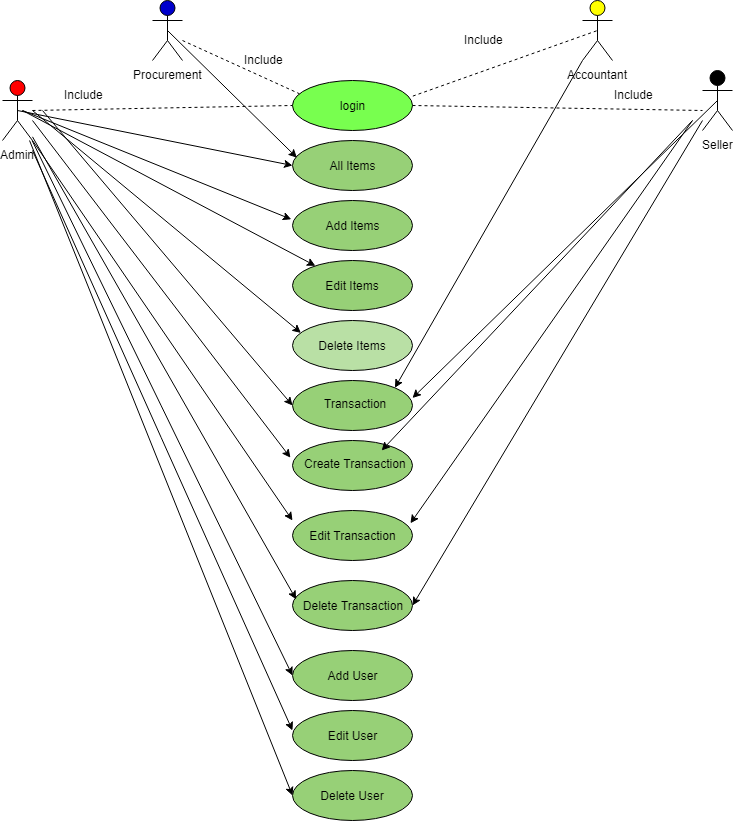 Procurement
Include
Include
Accountant
Include
Include
Admin
Seller
login
All Items
Add Items
Edit Items
Delete Items
Transaction
Create Transaction
Edit Transaction
Delete Transaction
Add User
Edit User
Delete User